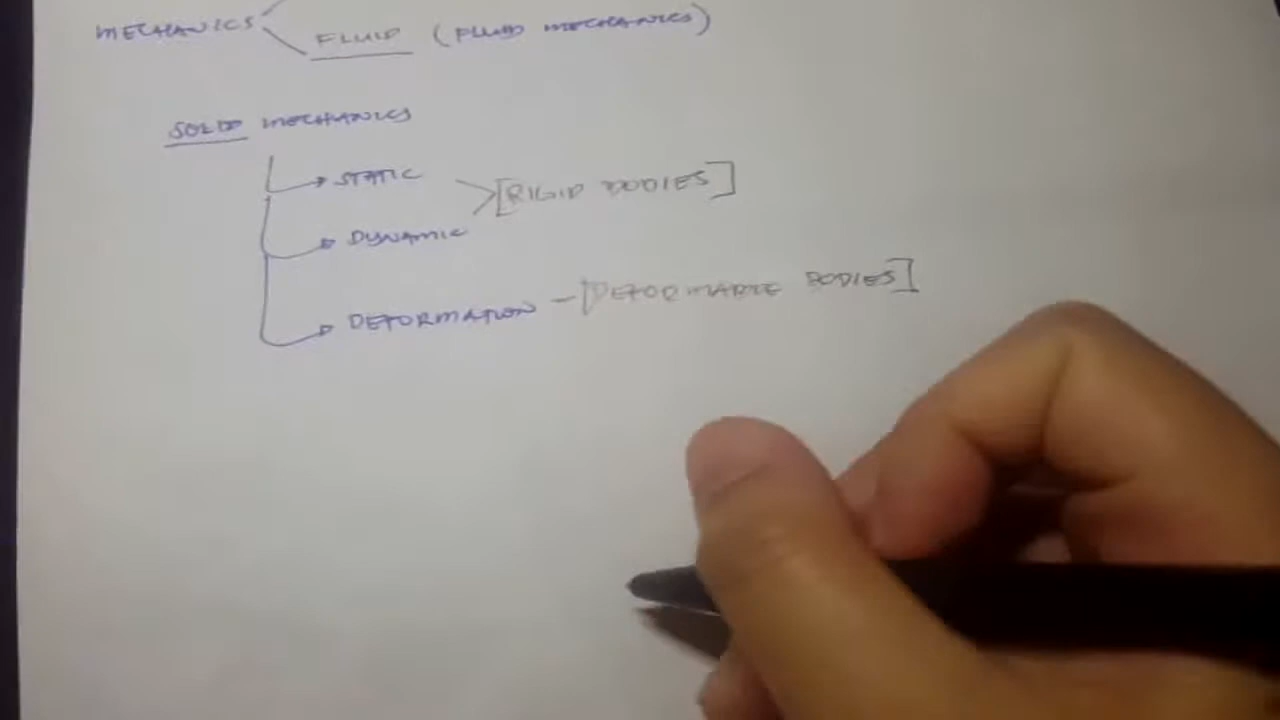 MECHANICS
FLUID (FLUID MECHANICS)
SOLID MECHANICS
STATIC
[RIGID BODIES]
DYNAMIC
DEFORMATION - [DEFORMABLE BODIES]